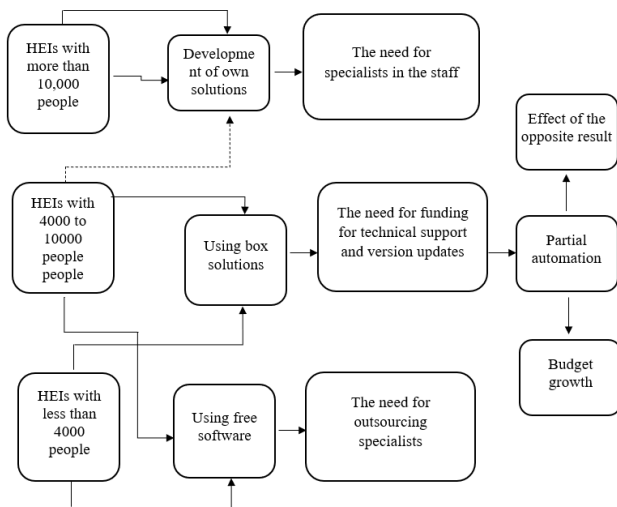 HEIs with
more than
10,000
people
Developme
nt of own
solutions
The need for
specialists in the staff
Effect of the
opposite result
HEIs with
4000 to
10000
people
people
Using box
solutions
The need for funding
for technical support
and version updates
Partial
automation
Budget
growth
HEIs with
less than
4000
people
Using free
software
The need for
outsourcing
specialists